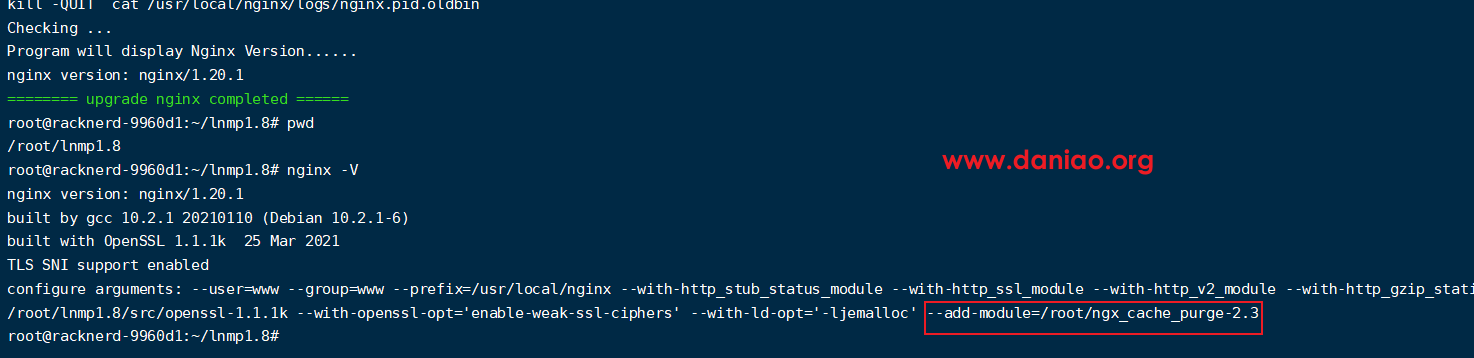 kill -QUIT `cat /usr/local/nginx/logs/nginx.pid.oldbin`
Checking ...
Program will display Nginx Version......
nginx version: nginx/1.20.1
======== upgrade nginx completed ======
root@racknerd-9960d1:~/lnmp1.8# pwd
/root/lnmp1.8
www.daniao.org
root@racknerd-9960d1:~/lnmp1.8# nginx -V
nginx version: nginx/1.20.1
built by gcc 10.2.1 20210110 (Debian 10.2.1-6)
built with OpenSSL 1.1.1k  25 Mar 2021
TLS SNI support enabled
configure arguments: --user=www --group=www --prefix=/usr/local/nginx --with-http_stub_status_module --with-http_ssl_module --with-http_v2_module --with-http_gzip_stati
/root/lnmp1.8/src/openssl-1.1.1k --with-openssl-opt='enable-weak-ssl-ciphers' --with-ld-opt='-ljemalloc' --add-module=/root/ngx_cache_purge-2.3
root@racknerd-9960d1:~/lnmp1.8#